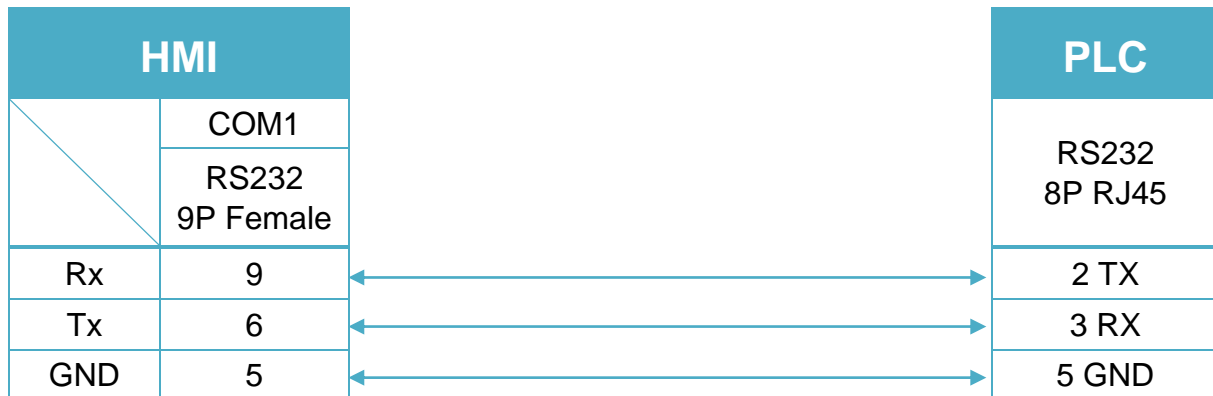 HMI
PLC
COM1
RS232
9P Female
RS232
8P RJ45
Rx 9 2 TX
Tx 6 3 RX
GND 5 5 GND